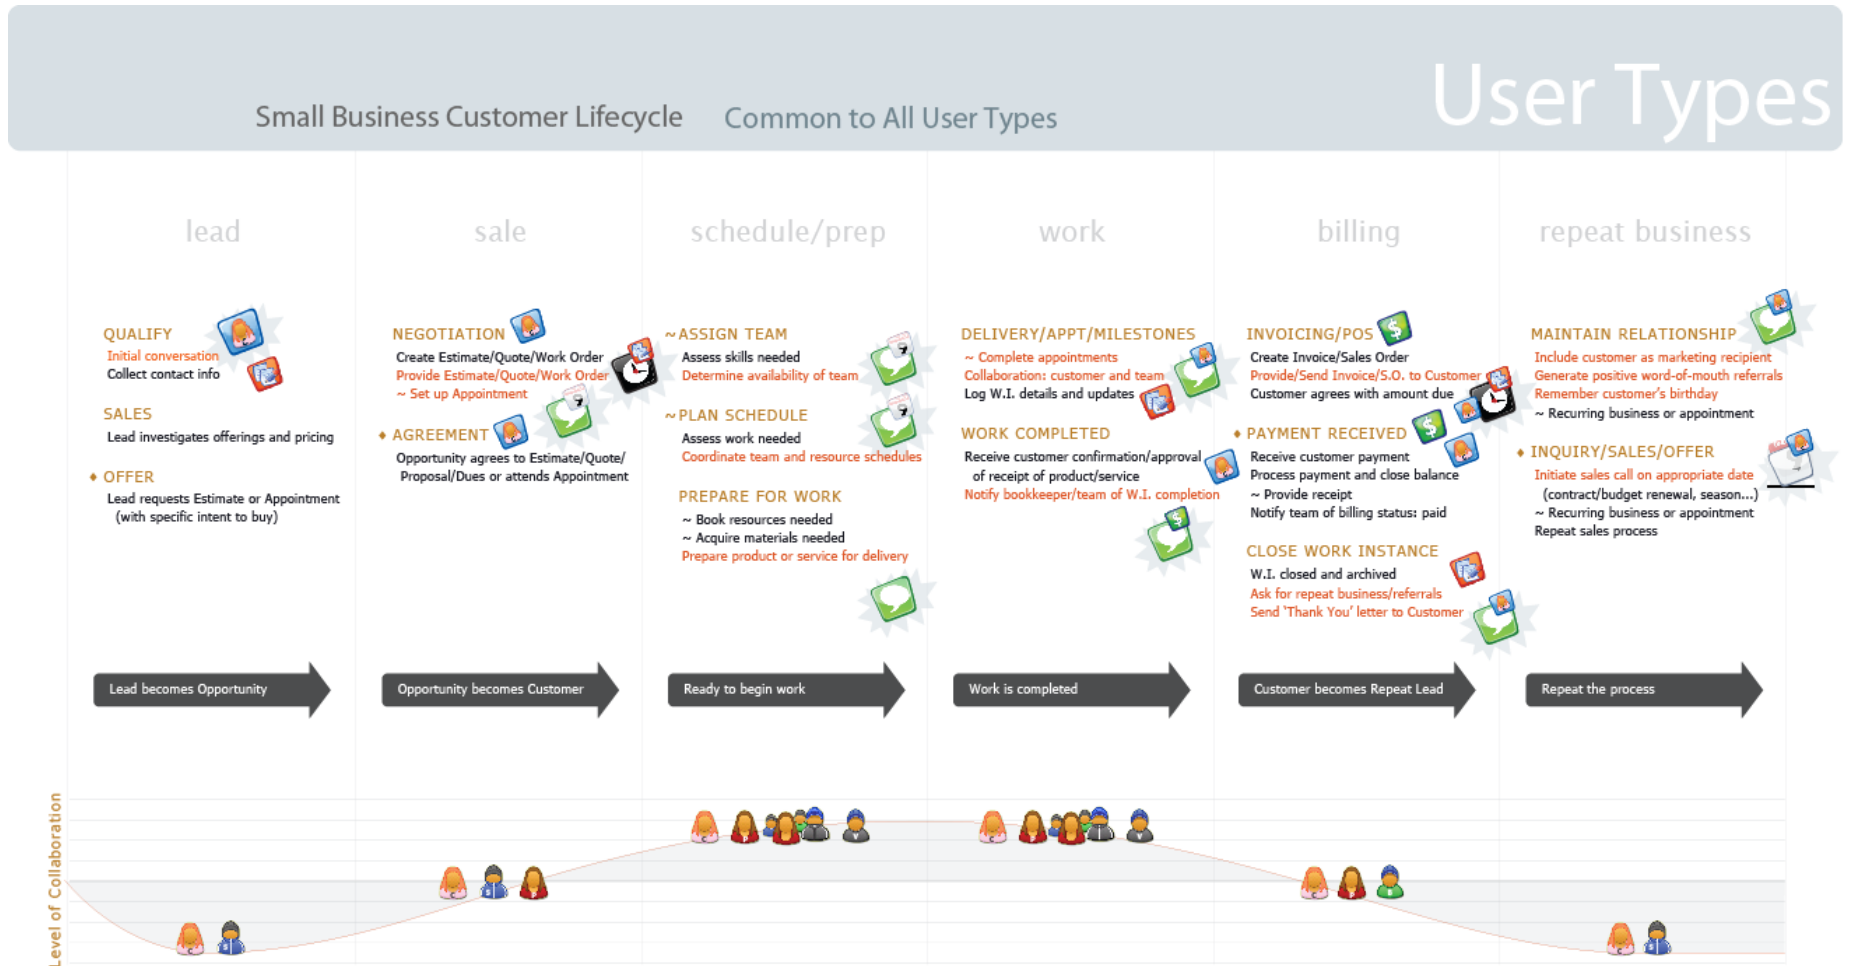 User Types
Small Business Customer Lifecycle
Common to All User Types
lead
QUALIFY
Initial conversation
Collect contact info
SALES
Lead investigates offerings and pricing
♦ OFFER
Lead requests Estimate or Appointment
(with specific intent to buy)
Lead becomes Opportunity
sale
NEGOTIATION
Create Estimate/Quote/Work Order
Provide Estimate/Quote/Work Order
~ Set up Appointment
♦ AGREEMENT
Opportunity agrees to Estimate/Quote/
Proposal/Dues or attends Appointment
Opportunity becomes Customer
schedule/prep
~ASSIGN TEAM
Assess skills needed
Determine availability of team
~PLAN SCHEDULE
Assess work needed
Coordinate team and resource schedules
PREPARE FOR WORK
~ Book resources needed
~ Acquire materials needed
Prepare product or service for delivery
Ready to begin work
work
DELIVERY/APPT/MILESTONES
~ Complete appointments
Collaboration: customer and team
Log W.I. details and updates
WORK COMPLETED
Receive customer confirmation/approval
of receipt of product/service
Notify bookkeeper/team of W.I. completion
Work is completed
billing
INVOICING/POS
Create Invoice/Sales Order
Provide/Send Invoice/S.O. to Customer
Customer agrees with amount due
♦ PAYMENT RECEIVED
Receive customer payment
Process payment and close balance
~ Provide receipt
Notify team of billing status: paid
CLOSE WORK INSTANCE
W.I. closed and archived
Ask for repeat business/referrals
Send 'Thank You' letter to Customer
Customer becomes Repeat Lead
repeat business
MAINTAIN RELATIONSHIP
Include customer as marketing recipient
Generate positive word-of-mouth referrals
Remember customer's birthday
~ Recurring business or appointment
♦ INQUIRY/SALES/OFFER
Initiate sales call on appropriate date
(contract/budget renewal, season...)
~ Recurring business or appointment
Repeat sales process
Repeat the process
Level of Collaboration